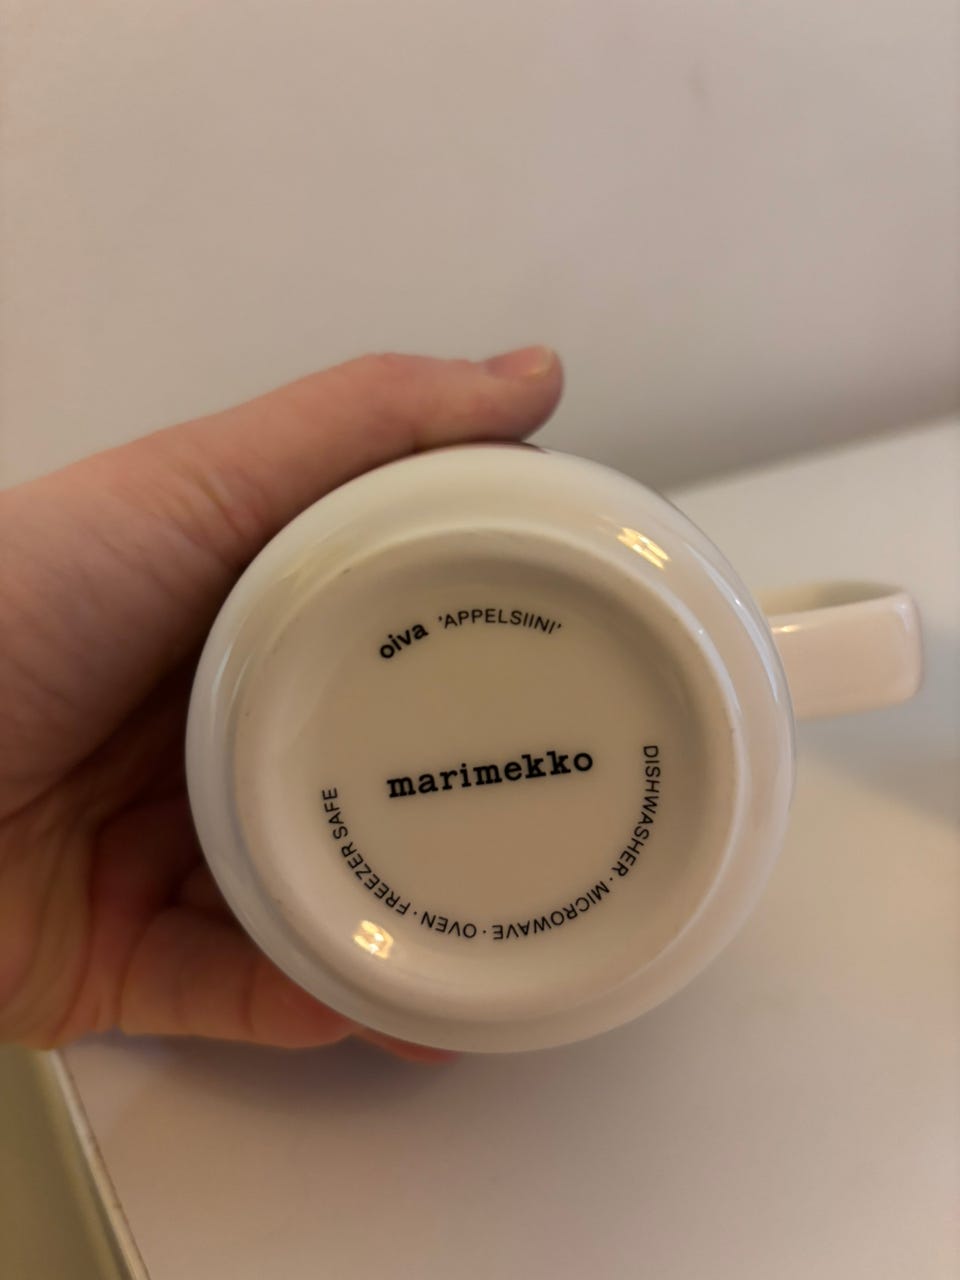 oiva 'APPELSIINI'
marimekko
DISHWASHER · MICROWAVE · OVEN · FREEZER SAFE